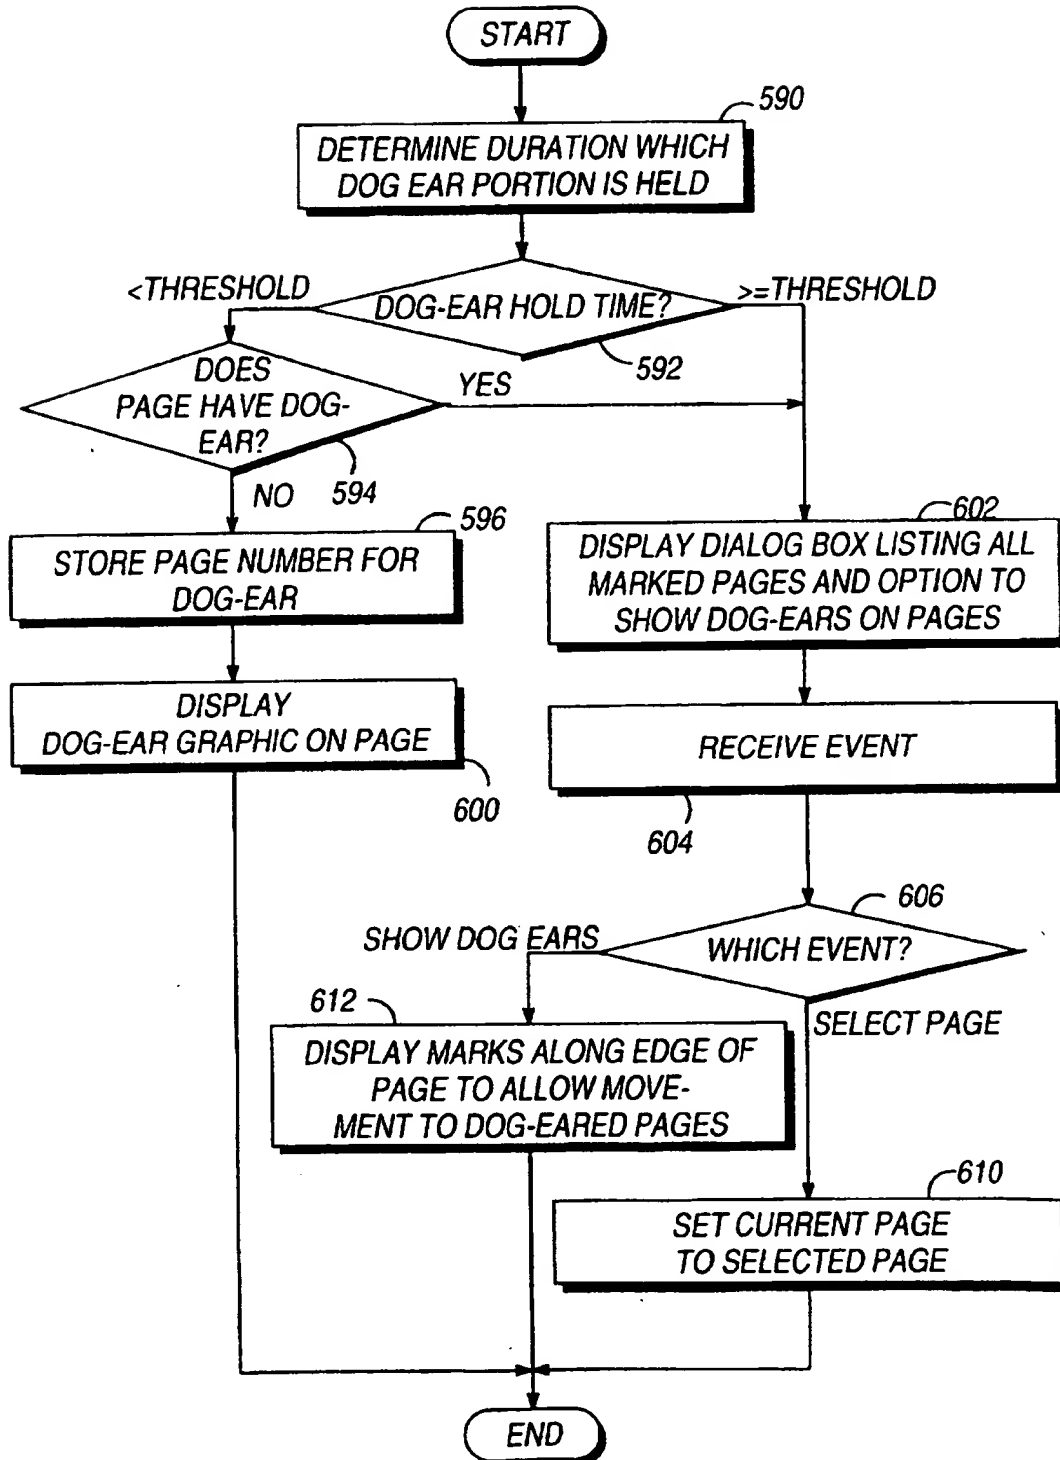 START
590
DETERMINE DURATION WHICH
DOG EAR PORTION IS HELD
<THRESHOLD
DOG-EAR HOLD TIME?
>=THRESHOLD
592
DOES
PAGE HAVE DOG-
EAR?
YES
594
NO
596
STORE PAGE NUMBER FOR
DOG-EAR
602
DISPLAY DIALOG BOX LISTING ALL
MARKED PAGES AND OPTION TO
SHOW DOG-EARS ON PAGES
DISPLAY
DOG-EAR GRAPHIC ON PAGE
600
RECEIVE EVENT
604
606
SHOW DOG EARS
WHICH EVENT?
612
SELECT PAGE
DISPLAY MARKS ALONG EDGE OF
PAGE TO ALLOW MOVE-
MENT TO DOG-EARED PAGES
610
SET CURRENT PAGE
TO SELECTED PAGE
END